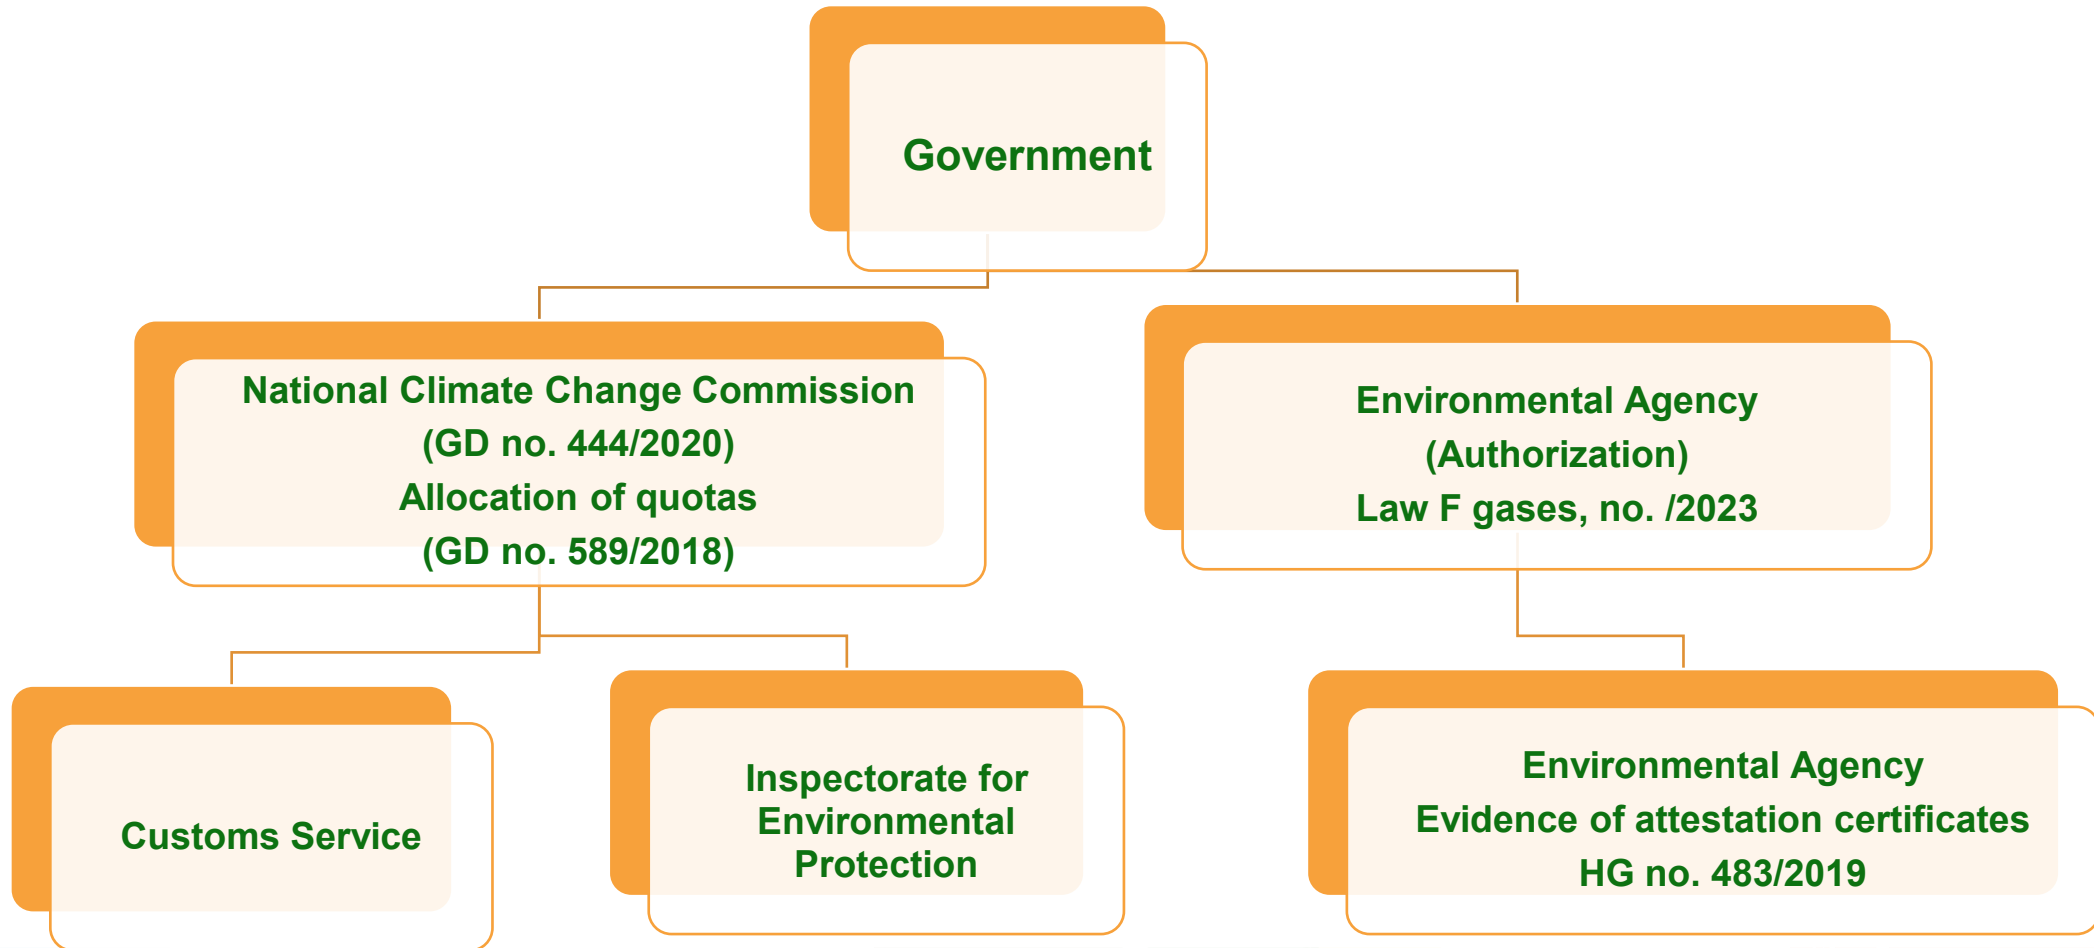 Government
National Climate Change Commission
(GD no. 444/2020)
Allocation of quotas
(GD no. 589/2018)
Environmental Agency
(Authorization)
Law F gases, no. /2023
Customs Service
Inspectorate for
Environmental
Protection
Environmental Agency
Evidence of attestation certificates
HG no. 483/2019